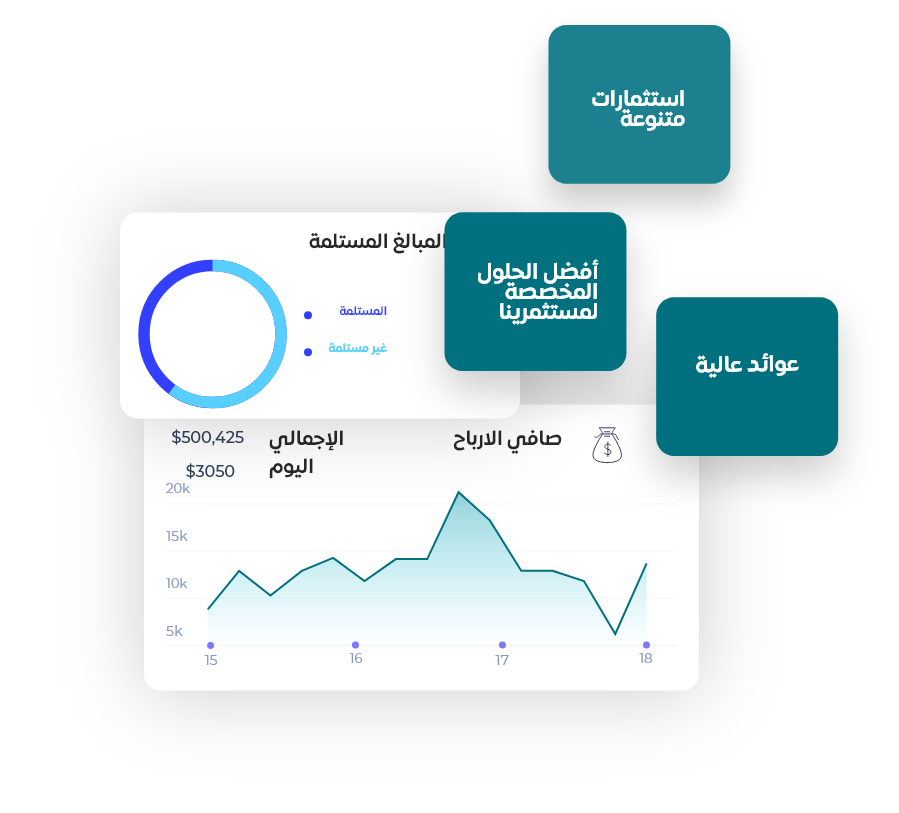 استثمارات
متنوعة
المبالغ المستلمة
المستلمة
غير مستلمة
أفضل الحلول
المخصصة
لمستثمرينا
عوائد عالية
صافي الارباح
الإجمالي
$500,425
اليوم
$3050
20k
15k
10k
5k
15
16
17
18
$